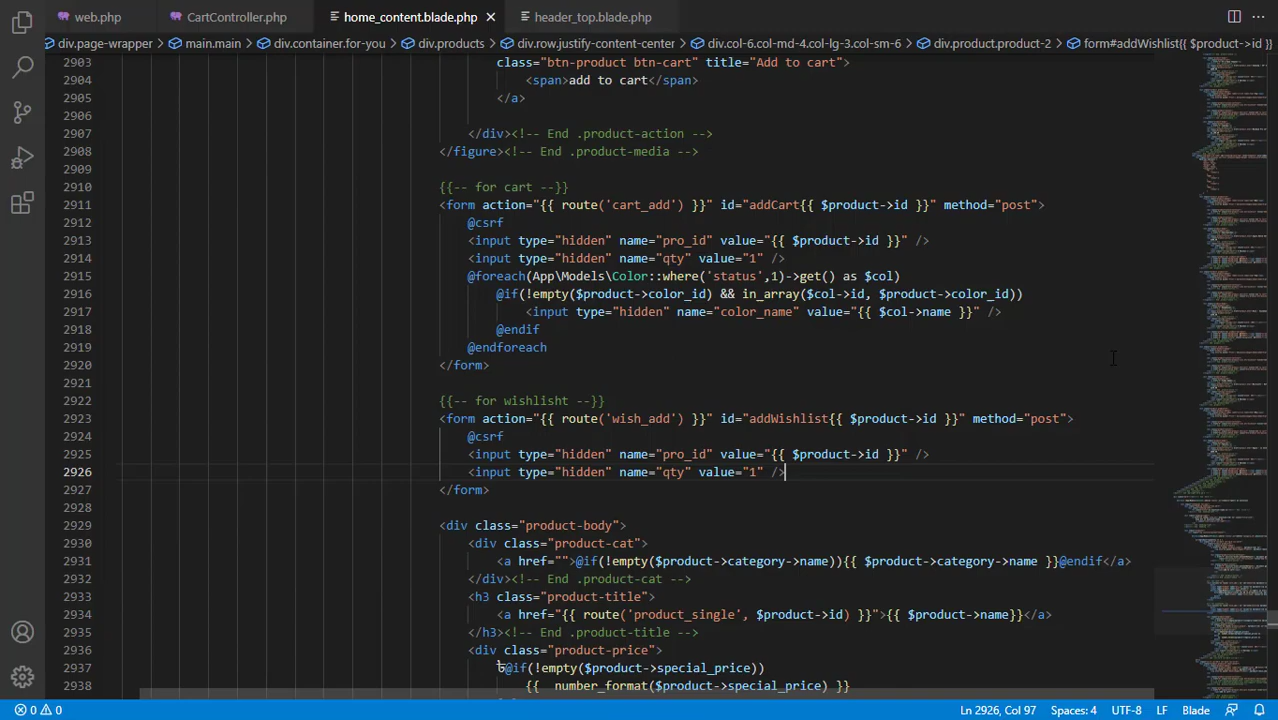 web.php CartController.php home_content.blade.php header_top.blade.php
div.page-wrapper > main.main > div.container.for-you > div.products > div.row.justify-content-center > div.col-6.col-md-4.col-lg-3.col-sm-6 > div.product.product-2 > form#addWishlist{{ $product->id }}
2903 class="btn-product btn-cart" title="Add to cart">
2904 <span>add to cart</span>
2905 </a>
2906
2907 </div><!-- End .product-action -->
2908 </figure><!-- End .product-media -->
2909
2910 {{-- for cart --}}
2911 <form action="{{ route('cart_add') }}" id="addCart{{ $product->id }}" method="post">
2912 @csrf
2913 <input type="hidden" name="pro_id" value="{{ $product->id }}" />
2914 <input type="hidden" name="qty" value="1" />
2915 @foreach(App\Models\Color::where('status',1)->get() as $col)
2916 @if(!empty($product->color_id) && in_array($col->id, $product->color_id))
2917 <input type="hidden" name="color_name" value="{{ $col->name }}" />
2918 @endif
2919 @endforeach
2920 </form>
2921
2922 {{-- for wishlisht --}}
2923 <form action="{{ route('wish_add') }}" id="addWishlist{{ $product->id }}" method="post">
2924 @csrf
2925 <input type="hidden" name="pro_id" value="{{ $product->id }}" />
2926 <input type="hidden" name="qty" value="1" />
2927 </form>
2928
2929 <div class="product-body">
2930 <div class="product-cat">
2931 <a href="">@if(!empty($product->category->name)){{ $product->category->name }}@endif</a>
2932 </div><!-- End .product-cat -->
2933 <h3 class="product-title">
2934 <a href="{{ route('product_single', $product->id) }}">{{ $product->name}}</a>
2935 </h3><!-- End .product-title -->
2936 <div class="product-price">
2937 @if(!empty($product->special_price))
2938 {{ number_format($product->special_price) }}
0 0 Ln 2926, Col 97 Spaces: 4 UTF-8 LF Blade